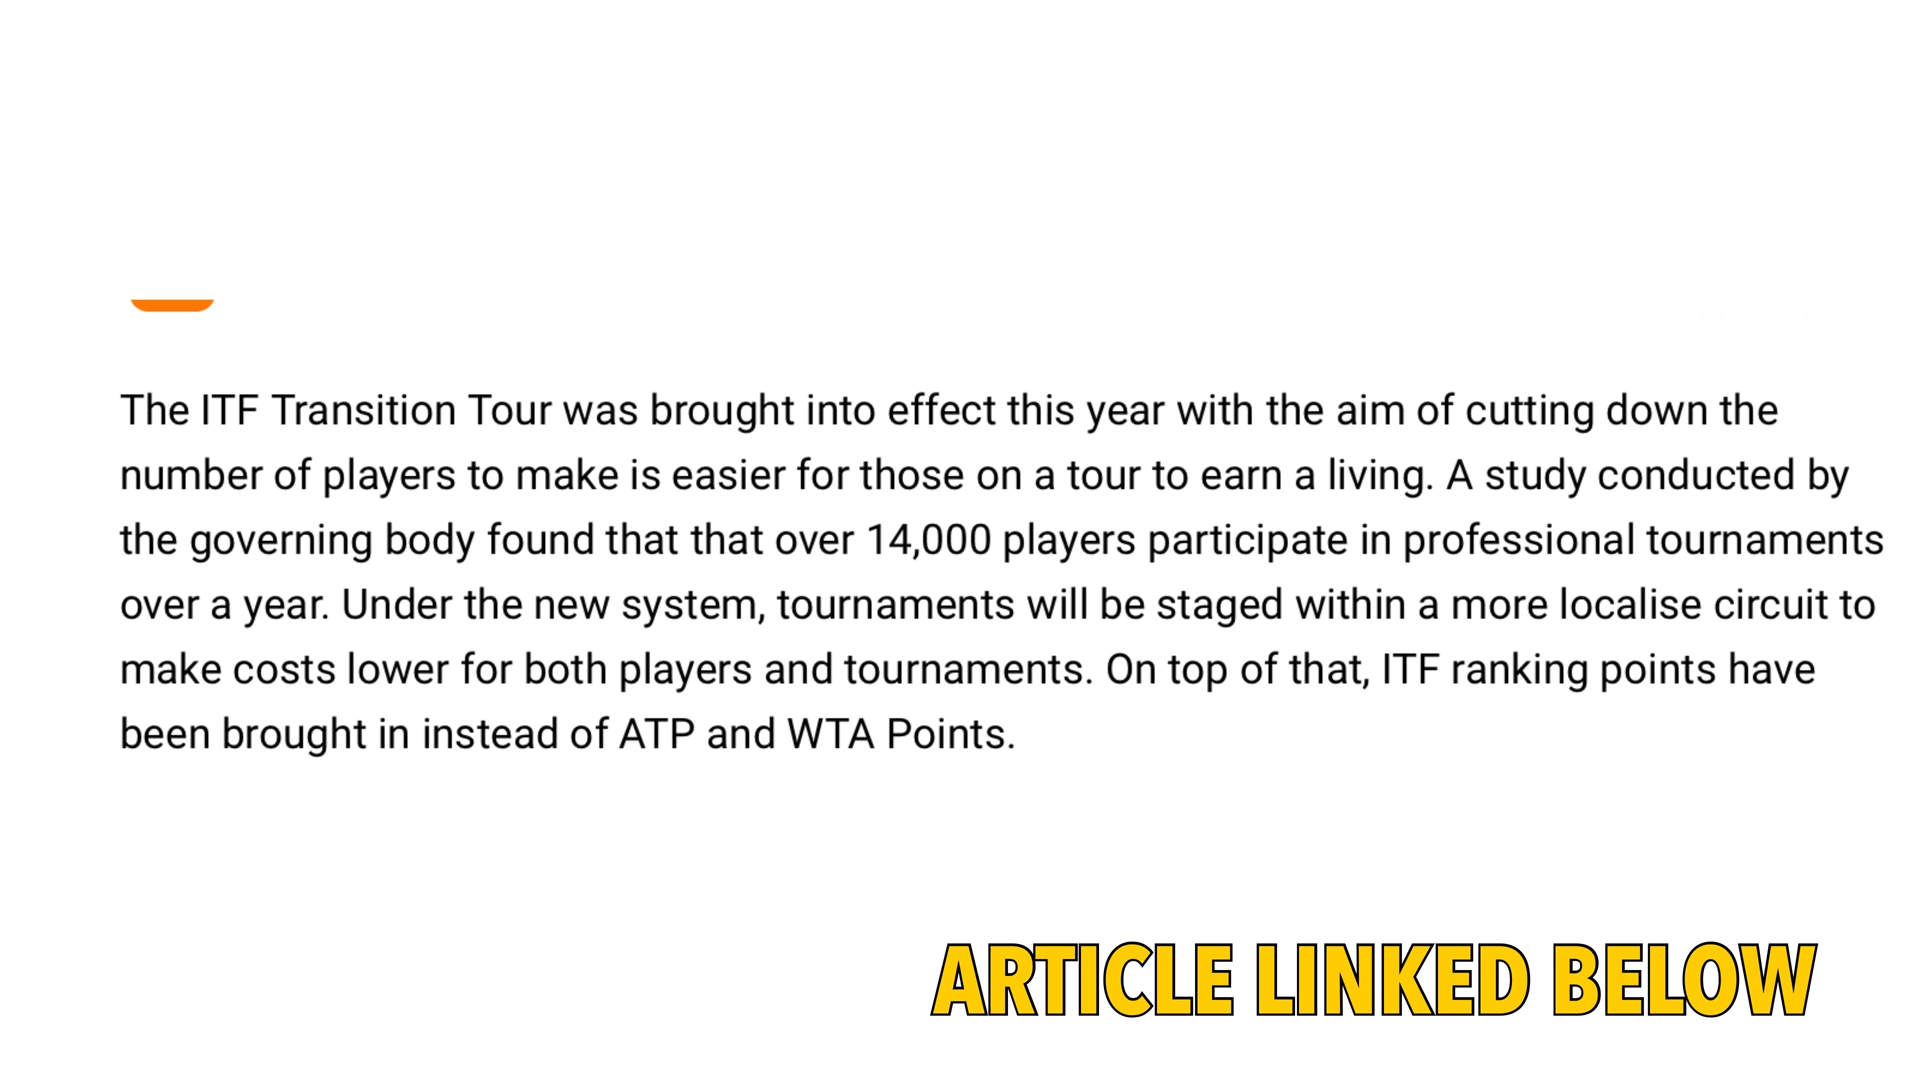 The ITF Transition Tour was brought into effect this year with the aim of cutting down the
number of players to make is easier for those on a tour to earn a living. A study conducted by
the governing body found that that over 14,000 players participate in professional tournaments
over a year. Under the new system, tournaments will be staged within a more localise circuit to
make costs lower for both players and tournaments. On top of that, ITF ranking points have
been brought in instead of ATP and WTA Points.
ARTICLE LINKED BELOW